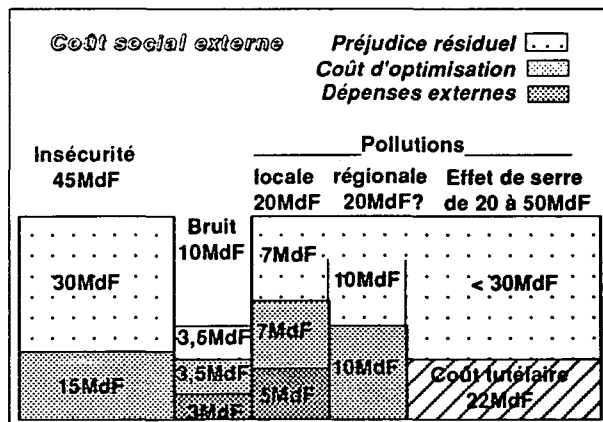 Coût social externe
Préjudice résiduel
Coût d'optimisation
Dépenses externes
Pollutions
Insécurité
45MdF
Bruit
10MdF
locale
20MdF
régionale
20MdF?
Effet de serre
de 20 à 50MdF
30MdF
15MdF
3,5MdF
3,5MdF
3MdF
7MdF
7MdF
5MdF
10MdF
10MdF
< 30MdF
Coût tutélaire
22MdF